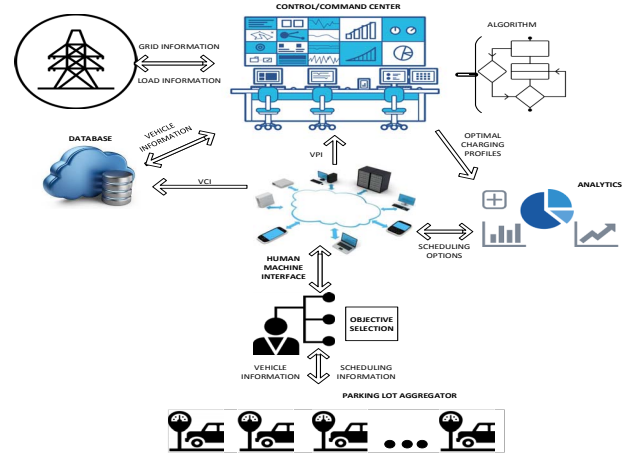 CONTROL/COMMAND CENTER
ALGORITHM
GRID INFORMATION
LOAD INFORMATION
DATABASE
VEHICLE
INFORMATION
VPI
OPTIMAL
CHARGING
PROFILES
VCI
ANALYTICS
SCHEDULING
OPTIONS
HUMAN
MACHINE
INTERFACE
OBJECTIVE
SELECTION
VEHICLE
INFORMATION
SCHEDULING
INFORMATION
PARKING LOT AGGREGATOR